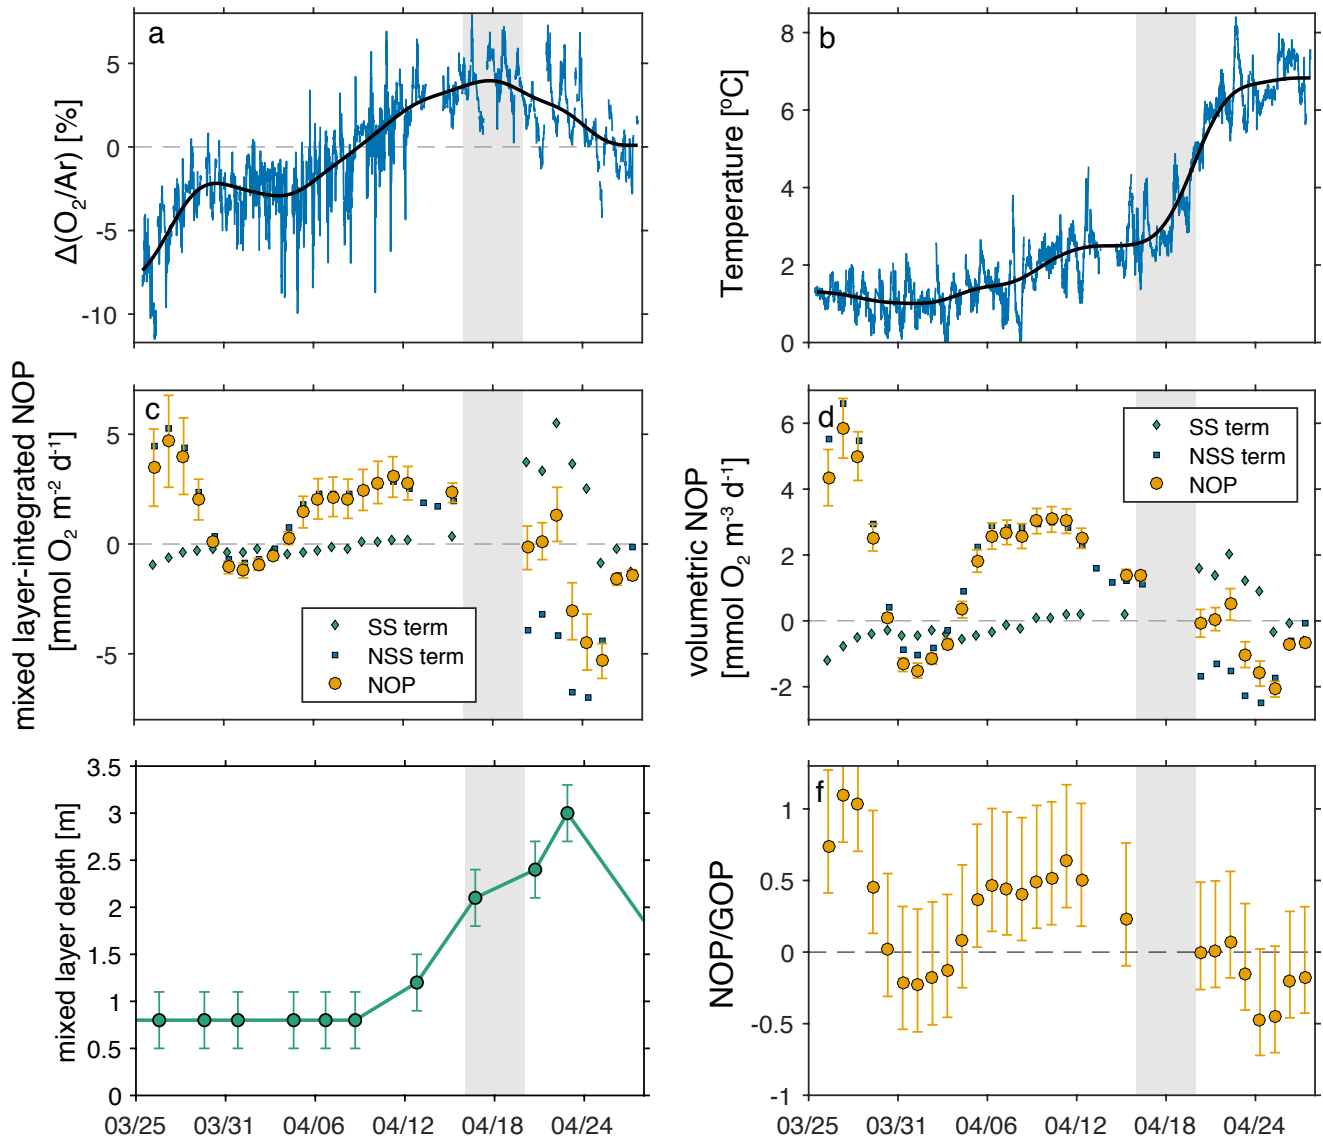 a
Δ(O2/Ar) [%]
5
0
-5
-10
b
Temperature [ºC]
8
6
4
2
0
c
mixed layer-integrated NOP
[mmol O2 m-2 d-1]
5
0
-5
SS term
NSS term
NOP
d
volumetric NOP
[mmol O2 m-3 d-1]
6
4
2
0
-2
SS term
NSS term
NOP
mixed layer depth [m]
3.5
3
2.5
2
1.5
1
0.5
0
03/25 03/31 04/06 04/12 04/18 04/24
f
NOP/GOP
1
0.5
0
-0.5
-1
03/25 03/31 04/06 04/12 04/18 04/24